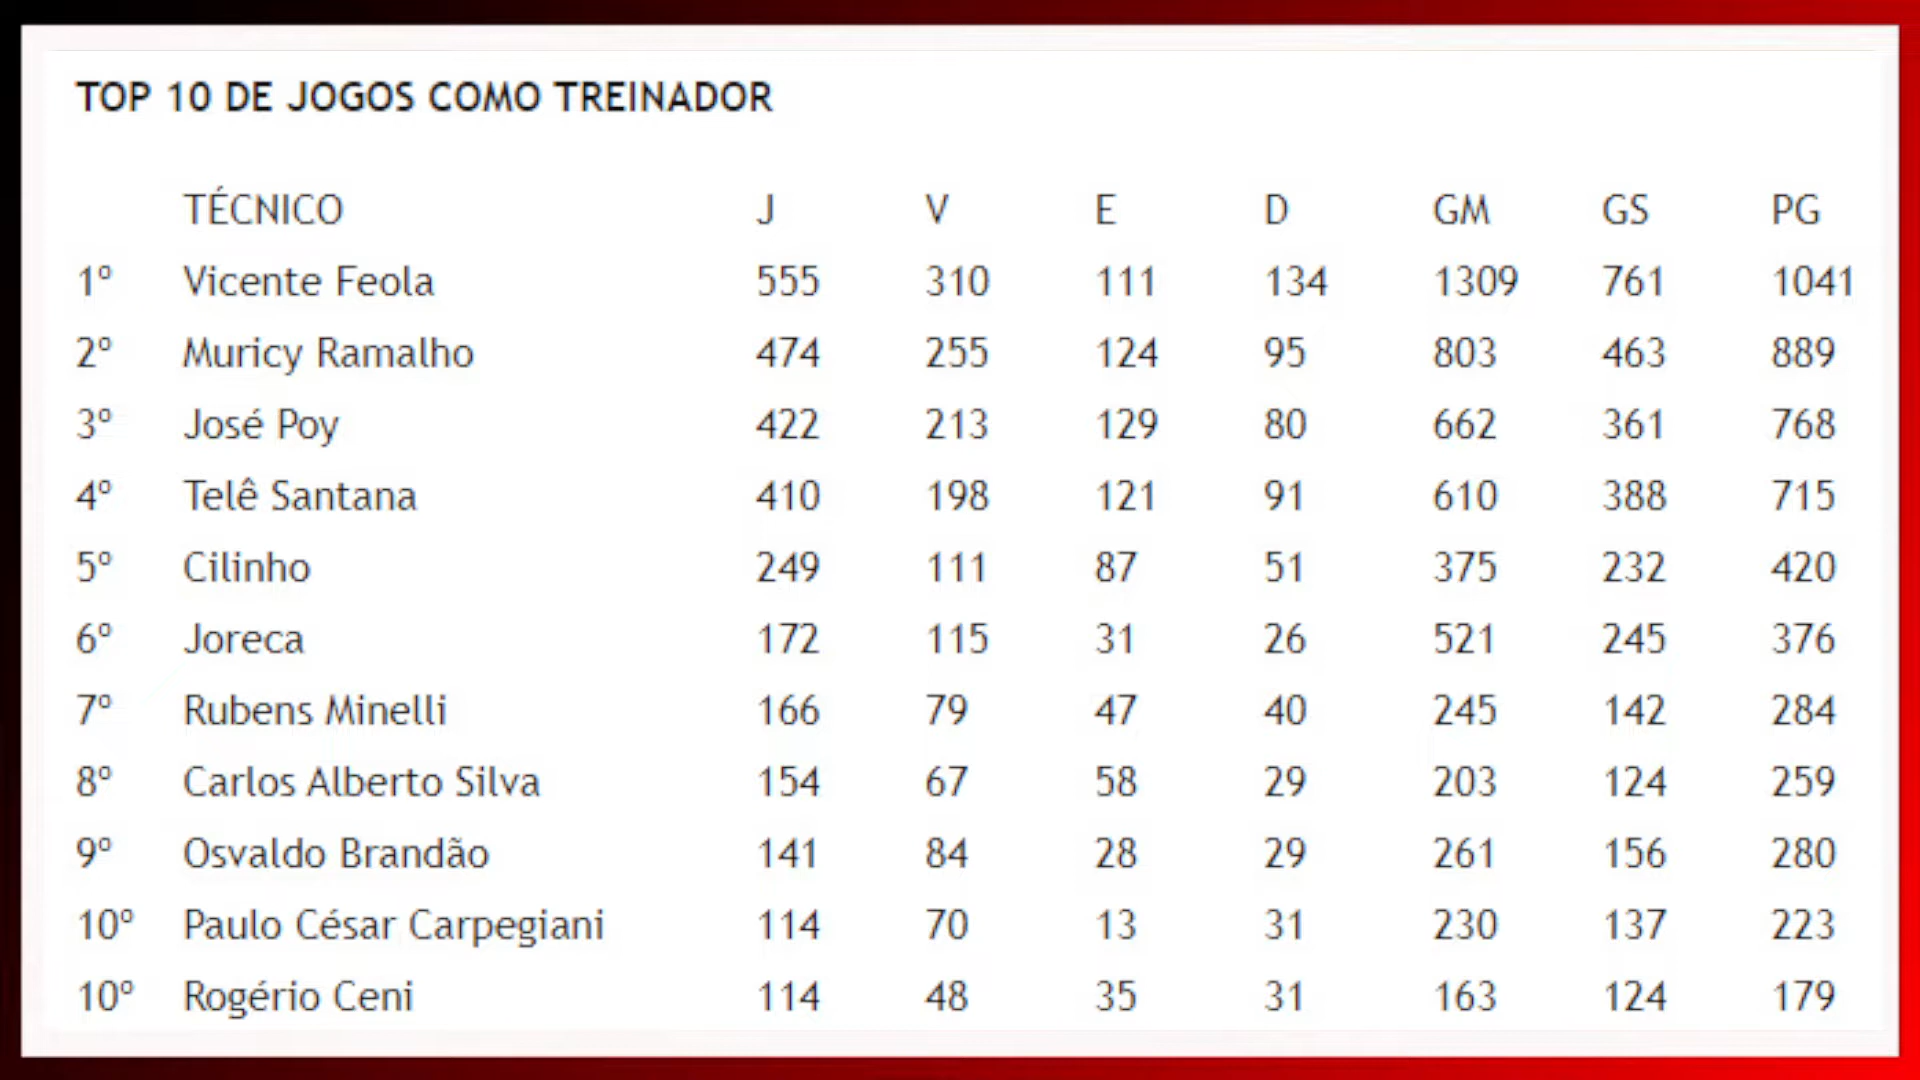 TOP 10 DE JOGOS COMO TREINADOR
TÉCNICO J V E D GM GS PG
1º Vicente Feola 555 310 111 134 1309 761 1041
2º Muricy Ramalho 474 255 124 95 803 463 889
3º José Poy 422 213 129 80 662 361 768
4º Telê Santana 410 198 121 91 610 388 715
5º Cilinho 249 111 87 51 375 232 420
6º Joreca 172 115 31 26 521 245 376
7º Rubens Minelli 166 79 47 40 245 142 284
8º Carlos Alberto Silva 154 67 58 29 203 124 259
9º Osvaldo Brandão 141 84 28 29 261 156 280
10º Paulo César Carpegiani 114 70 13 31 230 137 223
10º Rogério Ceni 114 48 35 31 163 124 179